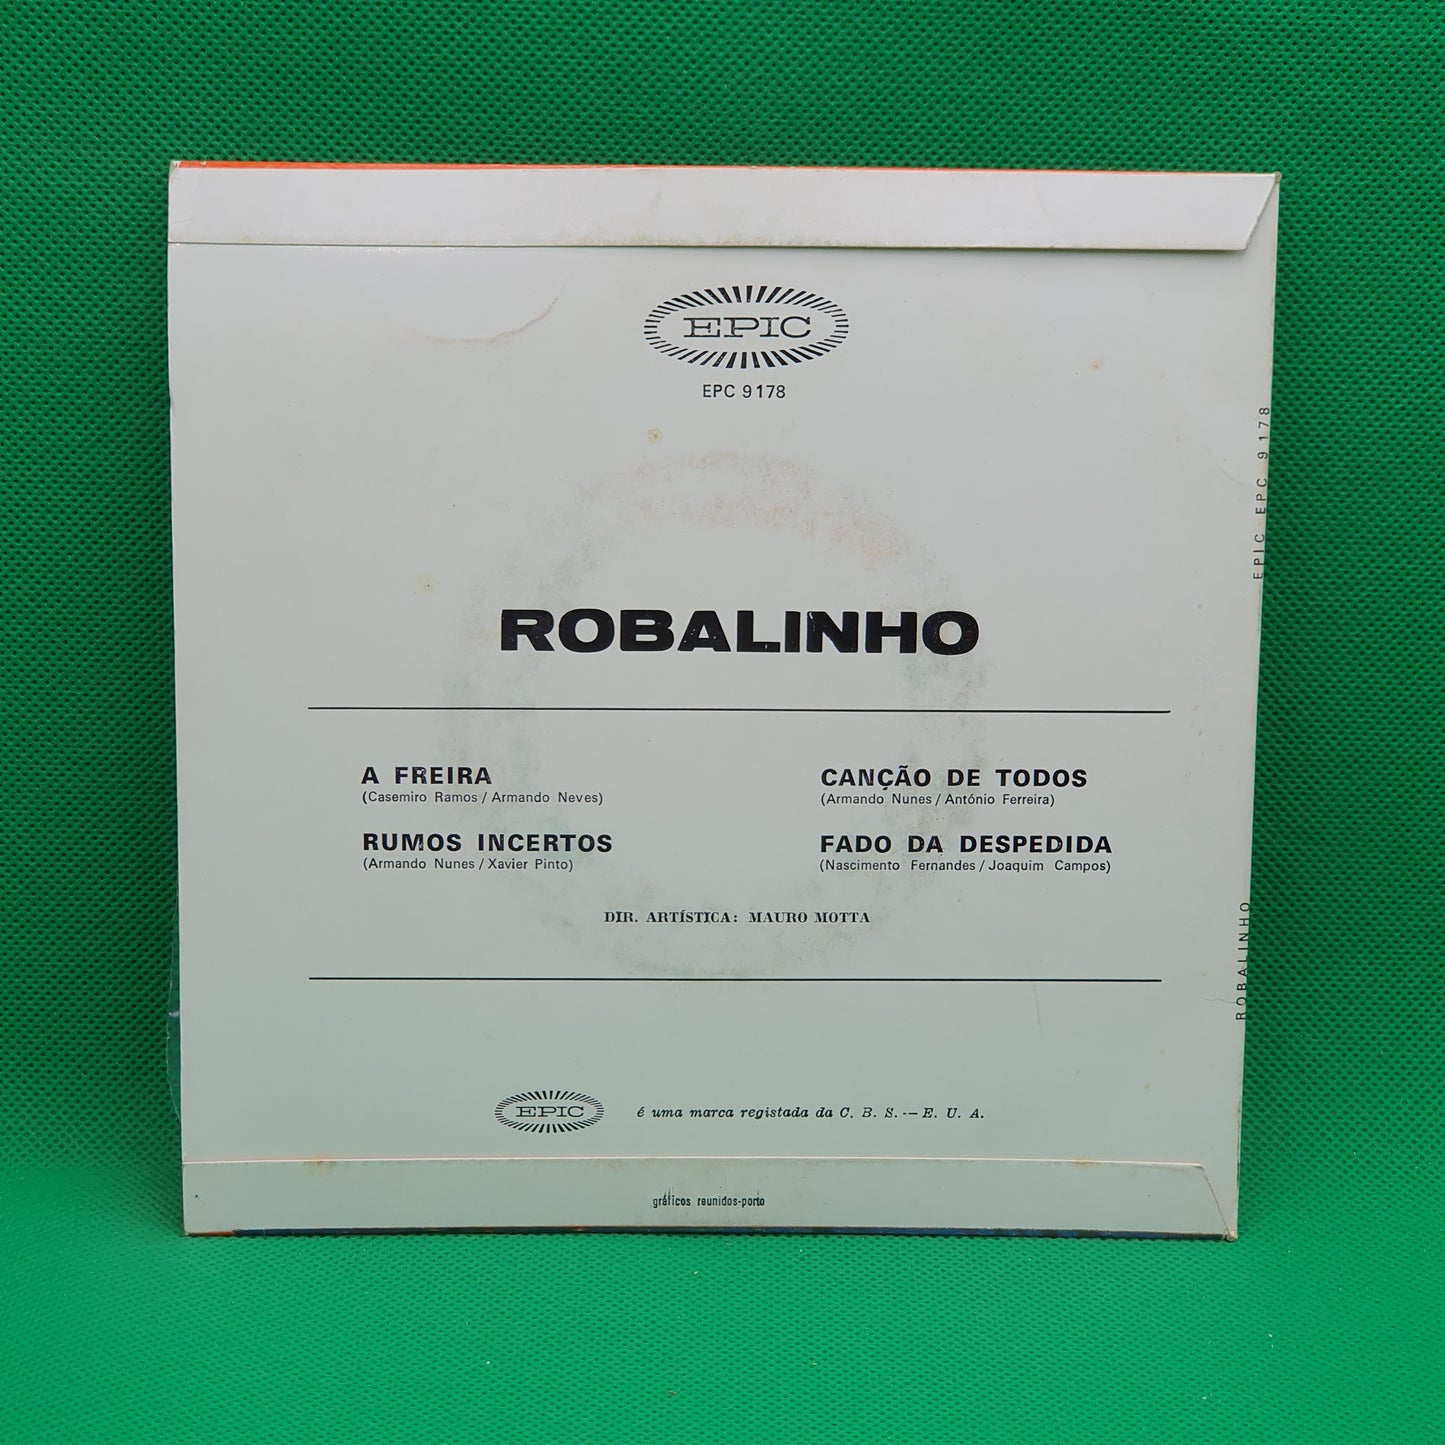 EPIC
EPC 9178
ROBALINHO
A FREIRA
(Casemiro Ramos / Armando Neves)
RUMOS INCERTOS
(Armando Nunes / Xavier Pinto)
CANÇÃO DE TODOS
(Armando Nunes / António Ferreira)
FADO DA DESPEDIDA
(Nascimento Fernandes / Joaquim Campos)
DIR. ARTÍSTICA: MAURO MOTTA
EPIC é uma marca registada da C. B. S. -- E. U. A.
gráficos reunidos-porto
EPIC EPC 9178
ROBALINHO